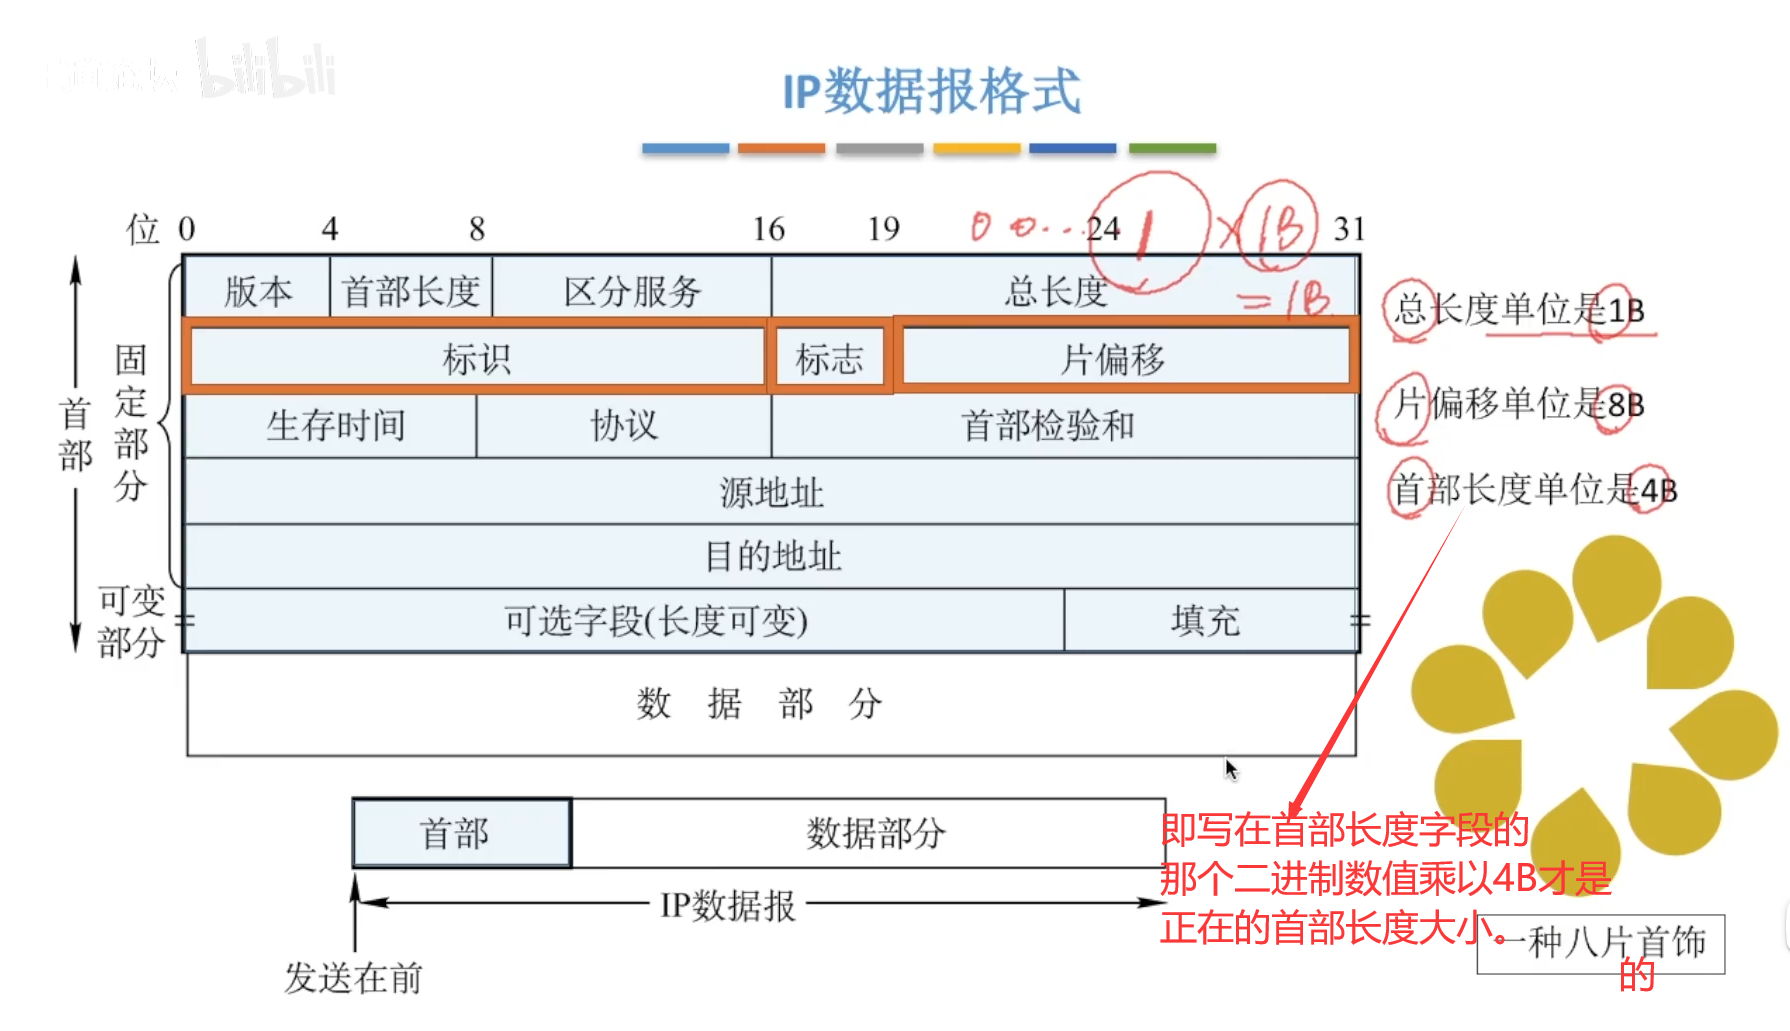 bilibili
IP数据报格式
位 0 4 8 16 19 24 31
0 0... 1 × 1B
= 1B
版本 首部长度 区分服务 总长度
标识 标志 片偏移
生存时间 协议 首部检验和
源地址
目的地址
可选字段(长度可变) 填充
数据部分
首部
固定部分
可变部分
总长度单位是1B
片偏移单位是8B
首部长度单位是4B
首部 数据部分
IP数据报
发送在前
即写在首部长度字段的
那个二进制数值乘以4B才是
正在的首部长度大小。
一种八片首饰
的